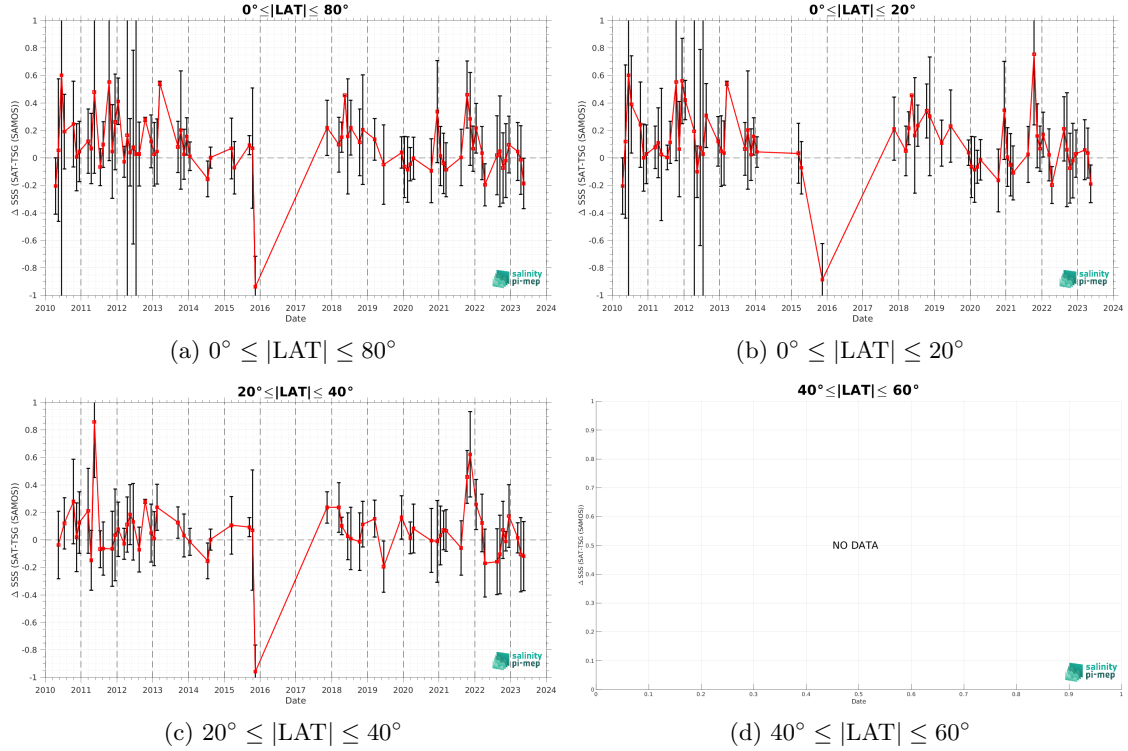 0°≤|LAT|≤ 80°
1
0.8
0.6
0.4
0.2
0
-0.2
-0.4
-0.6
-0.8
-1
Δ SSS (SAT-TSG (SAMOS))
2010 2011 2012 2013 2014 2015 2016 2017 2018 2019 2020 2021 2022 2023 2024
Date
salinity
pi-mep
(a) 0° ≤ |LAT| ≤ 80°
0°≤|LAT|≤ 20°
1
0.8
0.6
0.4
0.2
0
-0.2
-0.4
-0.6
-0.8
-1
Δ SSS (SAT-TSG (SAMOS))
2010 2011 2012 2013 2014 2015 2016 2017 2018 2019 2020 2021 2022 2023 2024
Date
salinity
pi-mep
(b) 0° ≤ |LAT| ≤ 20°
20°≤|LAT|≤ 40°
1
0.8
0.6
0.4
0.2
0
-0.2
-0.4
-0.6
-0.8
-1
Δ SSS (SAT-TSG (SAMOS))
2010 2011 2012 2013 2014 2015 2016 2017 2018 2019 2020 2021 2022 2023 2024
Date
salinity
pi-mep
(c) 20° ≤ |LAT| ≤ 40°
40°≤|LAT|≤ 60°
1
0.9
0.8
0.7
0.6
0.5
0.4
0.3
0.2
0.1
0
Δ SSS (SAT-TSG (SAMOS))
NO DATA
0 0.1 0.2 0.3 0.4 0.5 0.6 0.7 0.8 0.9 1
Date
salinity
pi-mep
(d) 40° ≤ |LAT| ≤ 60°